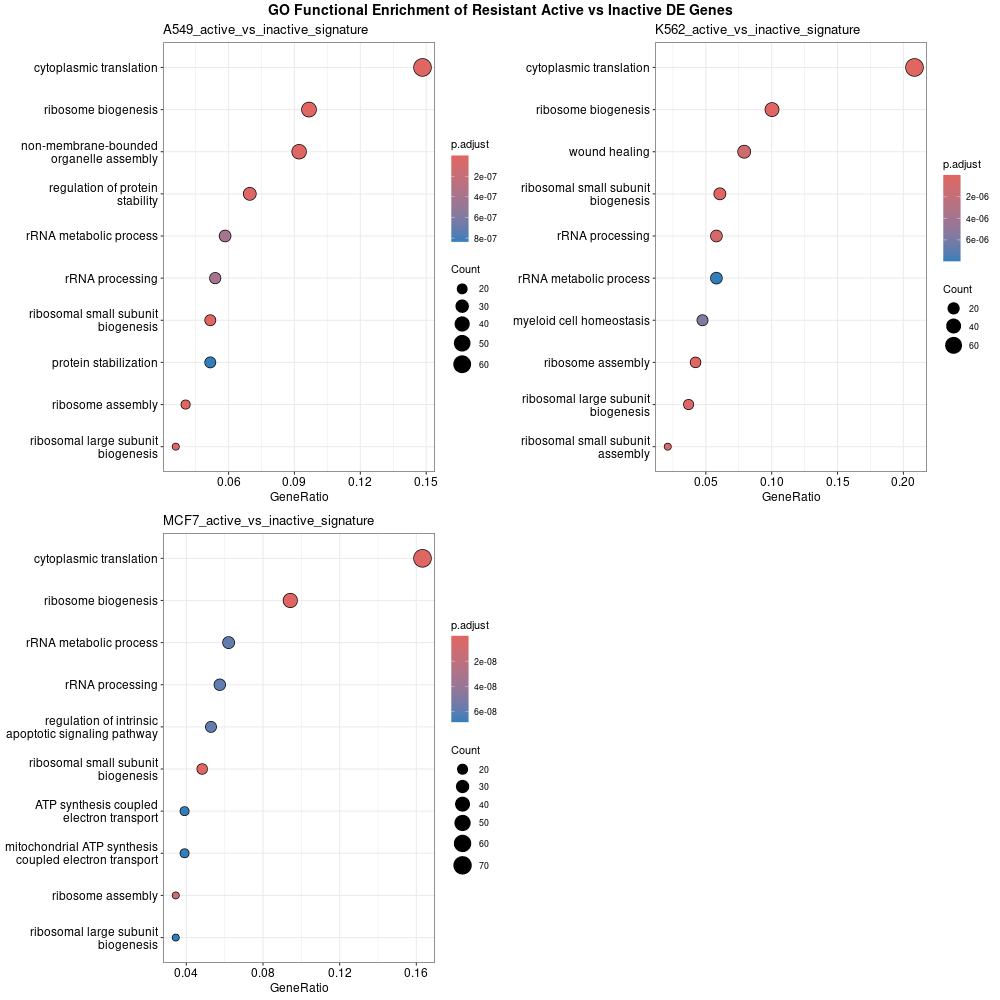 GO Functional Enrichment of Resistant Active vs Inactive DE Genes
A549_active_vs_inactive_signature
cytoplasmic translation
ribosome biogenesis
non-membrane-bounded
organelle assembly
regulation of protein
stability
rRNA metabolic process
rRNA processing
ribosomal small subunit
biogenesis
protein stabilization
ribosome assembly
ribosomal large subunit
biogenesis
0.06 0.09 0.12 0.15
GeneRatio
p.adjust
2e-07
4e-07
6e-07
8e-07
Count
20
30
40
50
60
K562_active_vs_inactive_signature
cytoplasmic translation
ribosome biogenesis
wound healing
ribosomal small subunit
biogenesis
rRNA processing
rRNA metabolic process
myeloid cell homeostasis
ribosome assembly
ribosomal large subunit
biogenesis
ribosomal small subunit
assembly
0.05 0.10 0.15 0.20
GeneRatio
p.adjust
2e-06
4e-06
6e-06
Count
20
40
60
MCF7_active_vs_inactive_signature
cytoplasmic translation
ribosome biogenesis
rRNA metabolic process
rRNA processing
regulation of intrinsic
apoptotic signaling pathway
ribosomal small subunit
biogenesis
ATP synthesis coupled
electron transport
mitochondrial ATP synthesis
coupled electron transport
ribosome assembly
ribosomal large subunit
biogenesis
0.04 0.08 0.12 0.16
GeneRatio
p.adjust
2e-08
4e-08
6e-08
Count
20
30
40
50
60
70